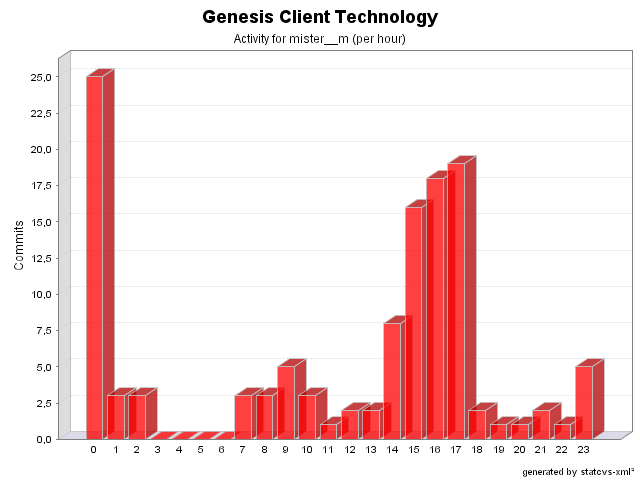 Genesis Client Technology
Activity for mister__m (per hour)
Commits
25,0
22,5
20,0
17,5
15,0
12,5
10,0
7,5
5,0
2,5
0,0
0 1 2 3 4 5 6 7 8 9 10 11 12 13 14 15 16 17 18 19 20 21 22 23
generated by statcvs-xml²